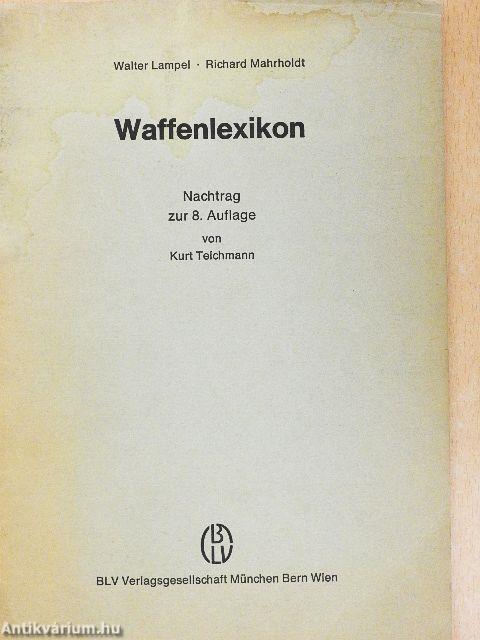 Walter Lampel · Richard Mahrholdt
Waffenlexikon
Nachtrag
zur 8. Auflage
von
Kurt Teichmann
BLV
BLV Verlagsgesellschaft München Bern Wien
Antikvárium.hu